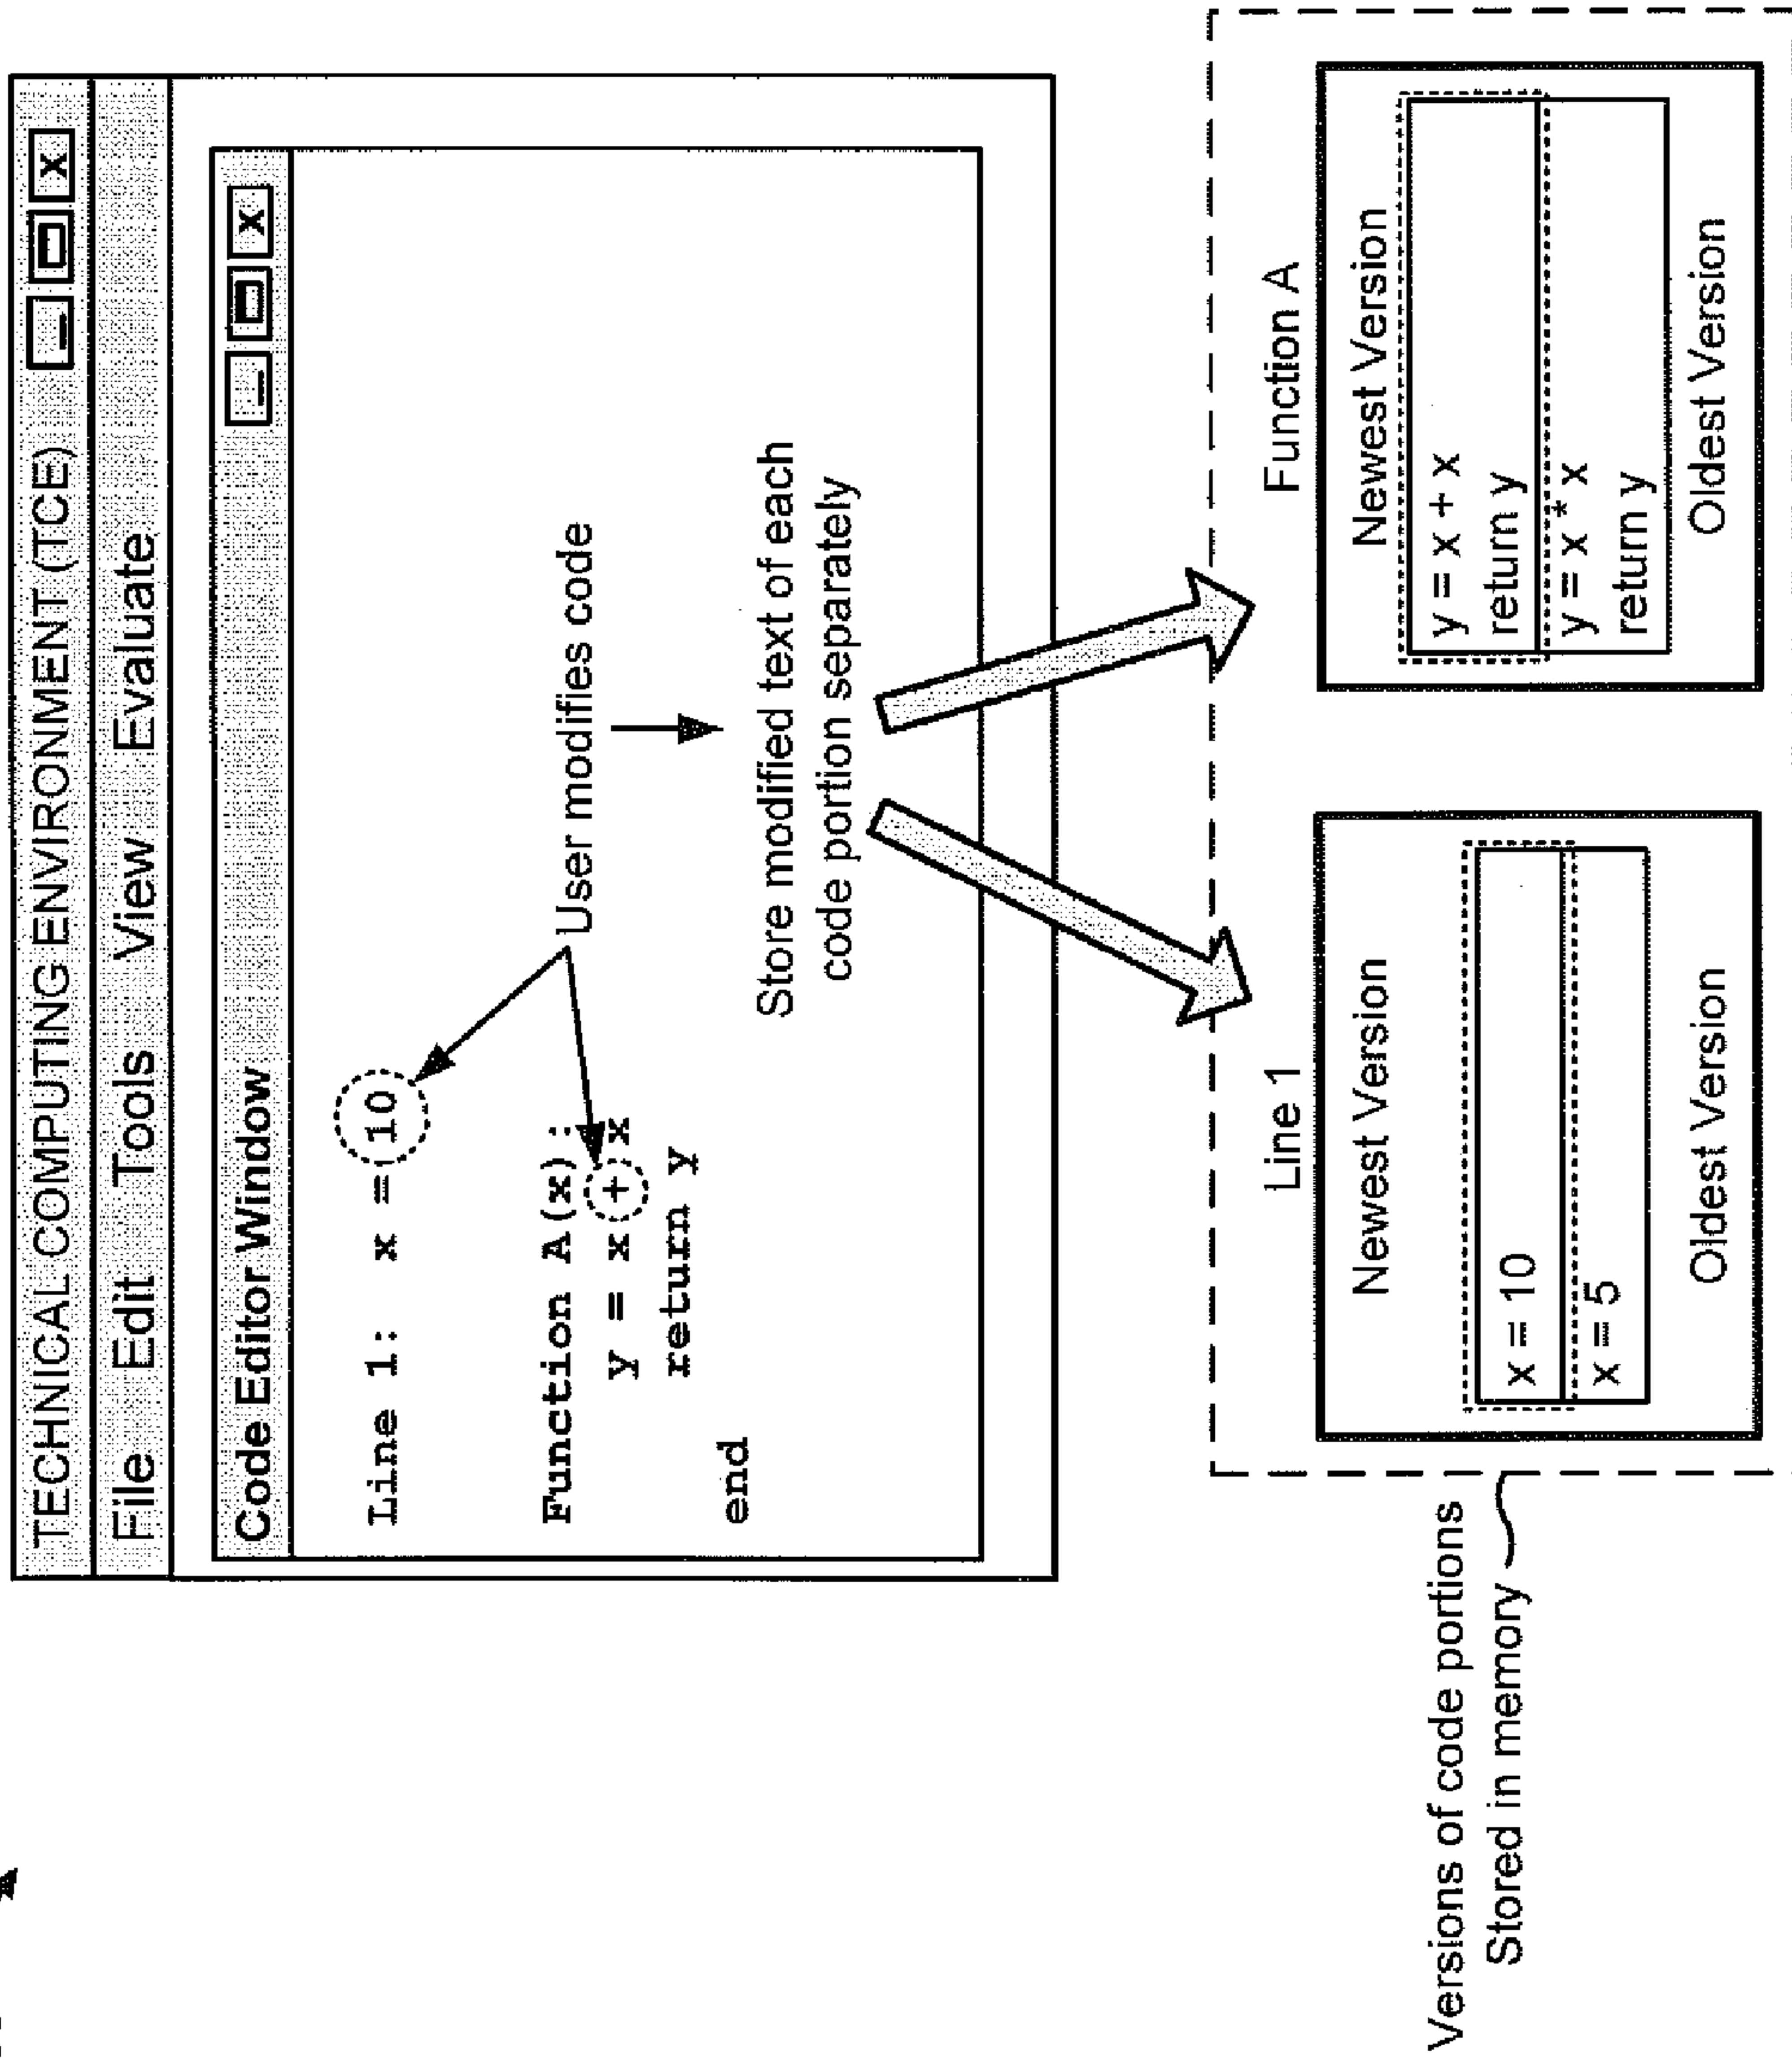 TECHNICAL COMPUTING ENVIRONMENT (TCE)
File Edit Tools View Evaluate
Code Editor Window
Line 1: x = 10
Function A(x):
y = x + x
return y
end
User modifies code
Store modified text of each
code portion separately
Versions of code portions
Stored in memory
Line 1
Newest Version
x = 10
x = 5
Oldest Version
Function A
Newest Version
y = x + x
return y
y = x * x
return y
Oldest Version